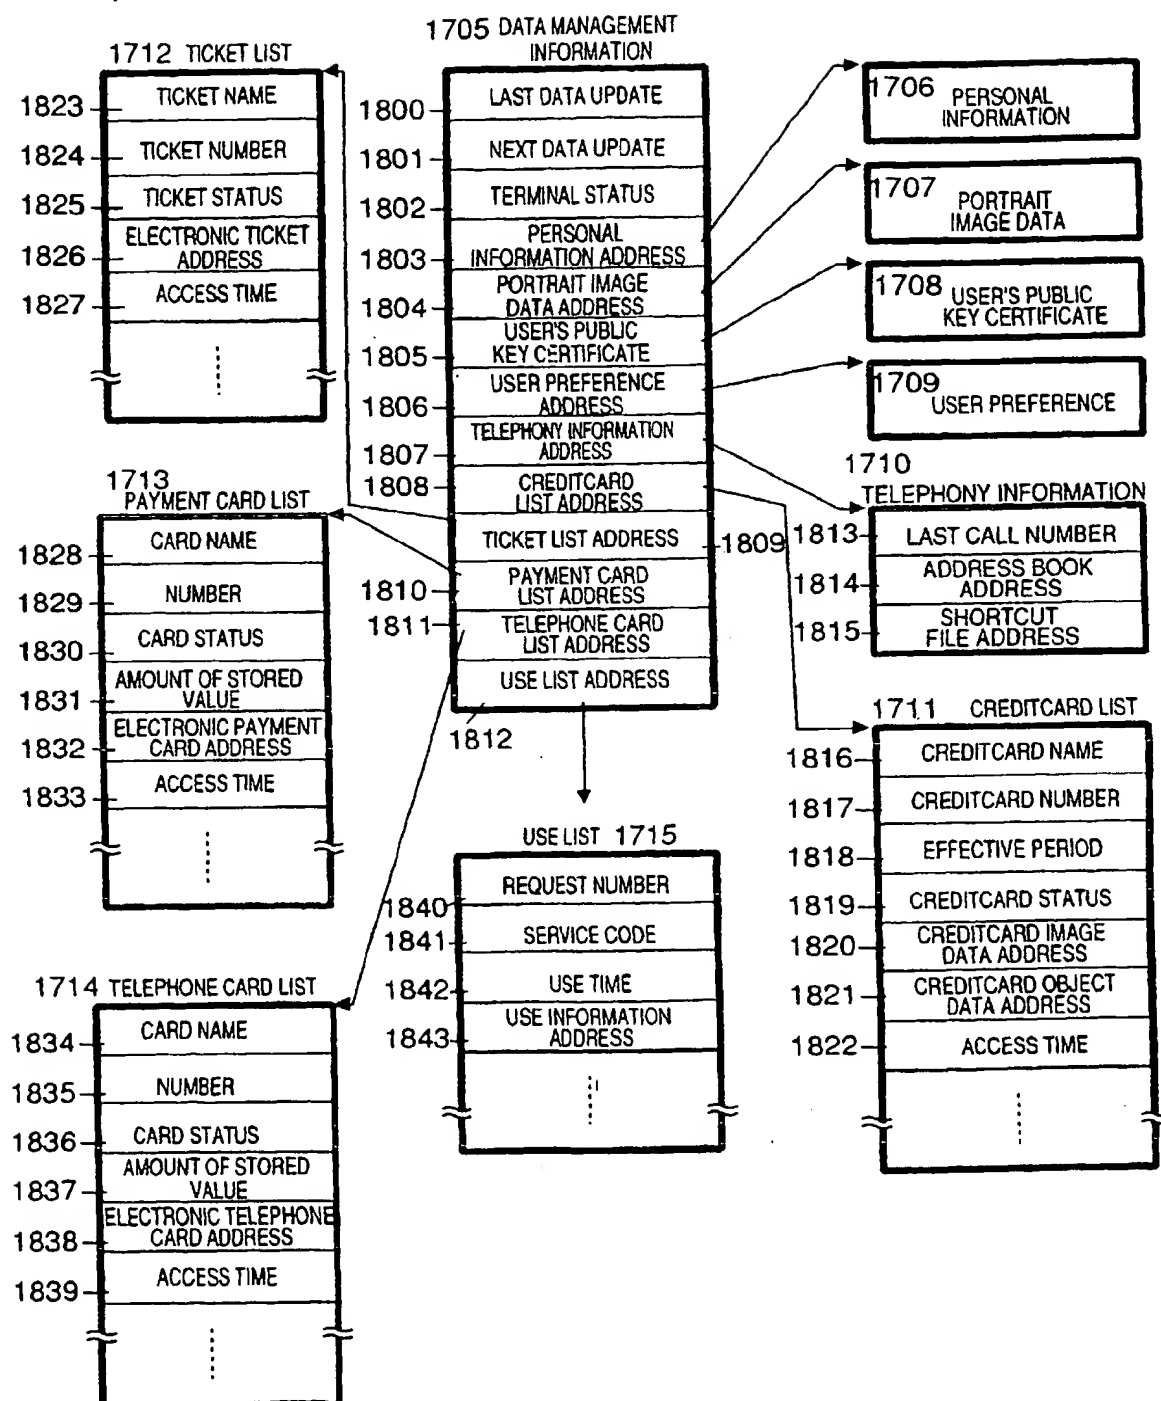 1705 DATA MANAGEMENT
INFORMATION
1800 LAST DATA UPDATE
1801 NEXT DATA UPDATE
1802 TERMINAL STATUS
1803 PERSONAL
INFORMATION ADDRESS
1804 PORTRAIT IMAGE
DATA ADDRESS
1805 USER'S PUBLIC
KEY CERTIFICATE
1806 USER PREFERENCE
ADDRESS
1807 TELEPHONY INFORMATION
ADDRESS
1808 CREDITCARD
LIST ADDRESS
TICKET LIST ADDRESS 1809
1810 PAYMENT CARD
LIST ADDRESS
1811 TELEPHONE CARD
LIST ADDRESS
USE LIST ADDRESS
1812
1712 TICKET LIST
1823 TICKET NAME
1824 TICKET NUMBER
1825 TICKET STATUS
1826 ELECTRONIC TICKET
ADDRESS
1827 ACCESS TIME
1713
PAYMENT CARD LIST
1828 CARD NAME
1829 NUMBER
1830 CARD STATUS
1831 AMOUNT OF STORED
VALUE
1832 ELECTRONIC PAYMENT
CARD ADDRESS
1833 ACCESS TIME
1714 TELEPHONE CARD LIST
1834 CARD NAME
1835 NUMBER
1836 CARD STATUS
1837 AMOUNT OF STORED
VALUE
1838 ELECTRONIC TELEPHONE
CARD ADDRESS
1839 ACCESS TIME
USE LIST 1715
1840 REQUEST NUMBER
1841 SERVICE CODE
1842 USE TIME
1843 USE INFORMATION
ADDRESS
1706 PERSONAL
INFORMATION
1707 PORTRAIT
IMAGE DATA
1708 USER'S PUBLIC
KEY CERTIFICATE
1709
USER PREFERENCE
1710
TELEPHONY INFORMATION
1813 LAST CALL NUMBER
1814 ADDRESS BOOK
ADDRESS
1815 SHORTCUT
FILE ADDRESS
1711 CREDITCARD LIST
1816 CREDITCARD NAME
1817 CREDITCARD NUMBER
1818 EFFECTIVE PERIOD
1819 CREDITCARD STATUS
1820 CREDITCARD IMAGE
DATA ADDRESS
1821 CREDITCARD OBJECT
DATA ADDRESS
1822 ACCESS TIME